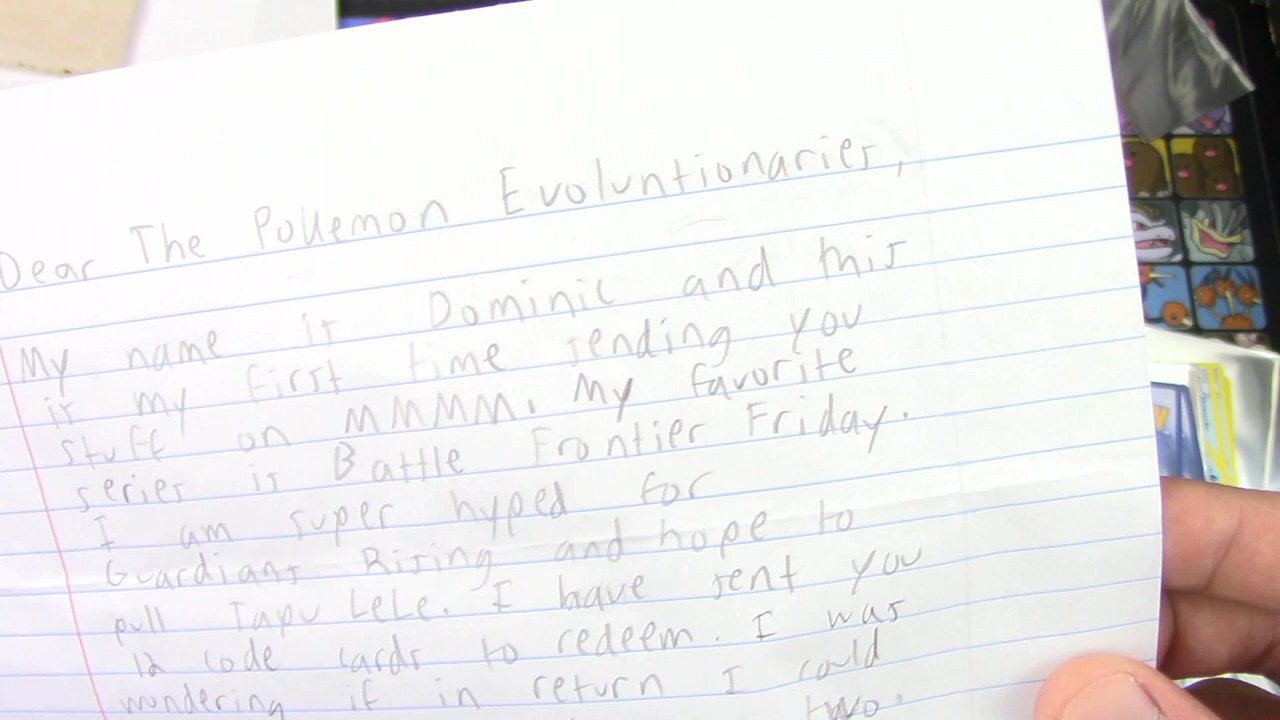 Dear The Pokemon Evoluntionaries,
My name is Dominic and this
is my first time sending you
stuff on MMMM. My favorite
series is Battle Frontier Friday.
I am super hyped for
Guardians Rising and hope to
pull Tapu LeLe. I have sent you
12 code cards to redeem. I was
wondering if in return I could
two.